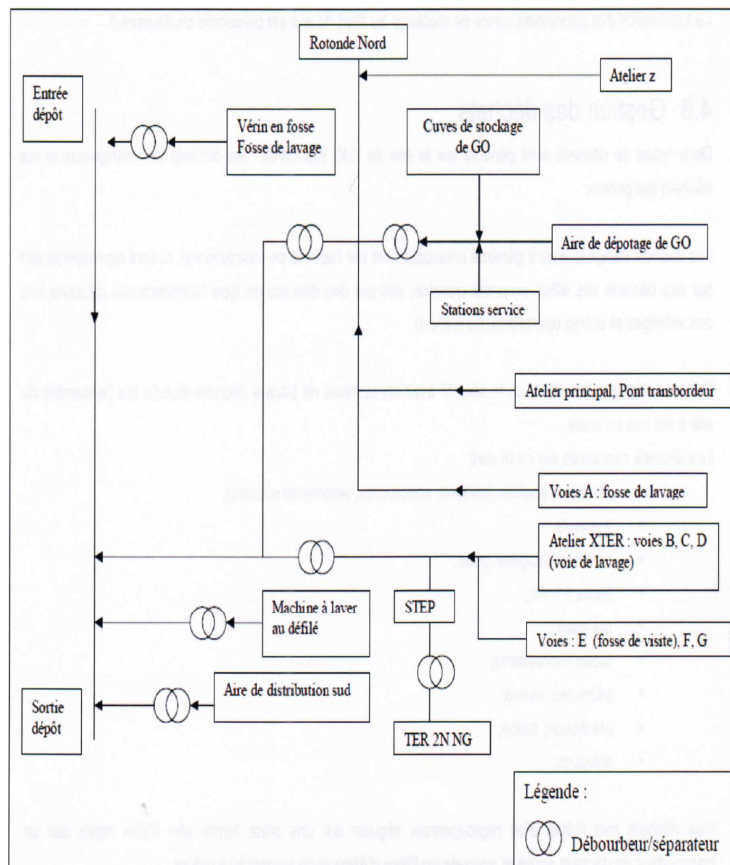 Rotonde Nord
Atelier z
Entrée
dépôt
Vérin en fosse
Fosse de lavage
Cuves de stockage
de GO
Aire de dépotage de GO
Stations service
Atelier principal, Pont transbordeur
Voies A : fosse de lavage
Atelier XTER : voies B, C, D
(voie de lavage)
Machine à laver
au défilé
STEP
Voies : E (fosse de visite), F, G
Aire de distribution sud
Sortie
dépôt
TER 2N NG
Légende :
Débourbeur/séparateur